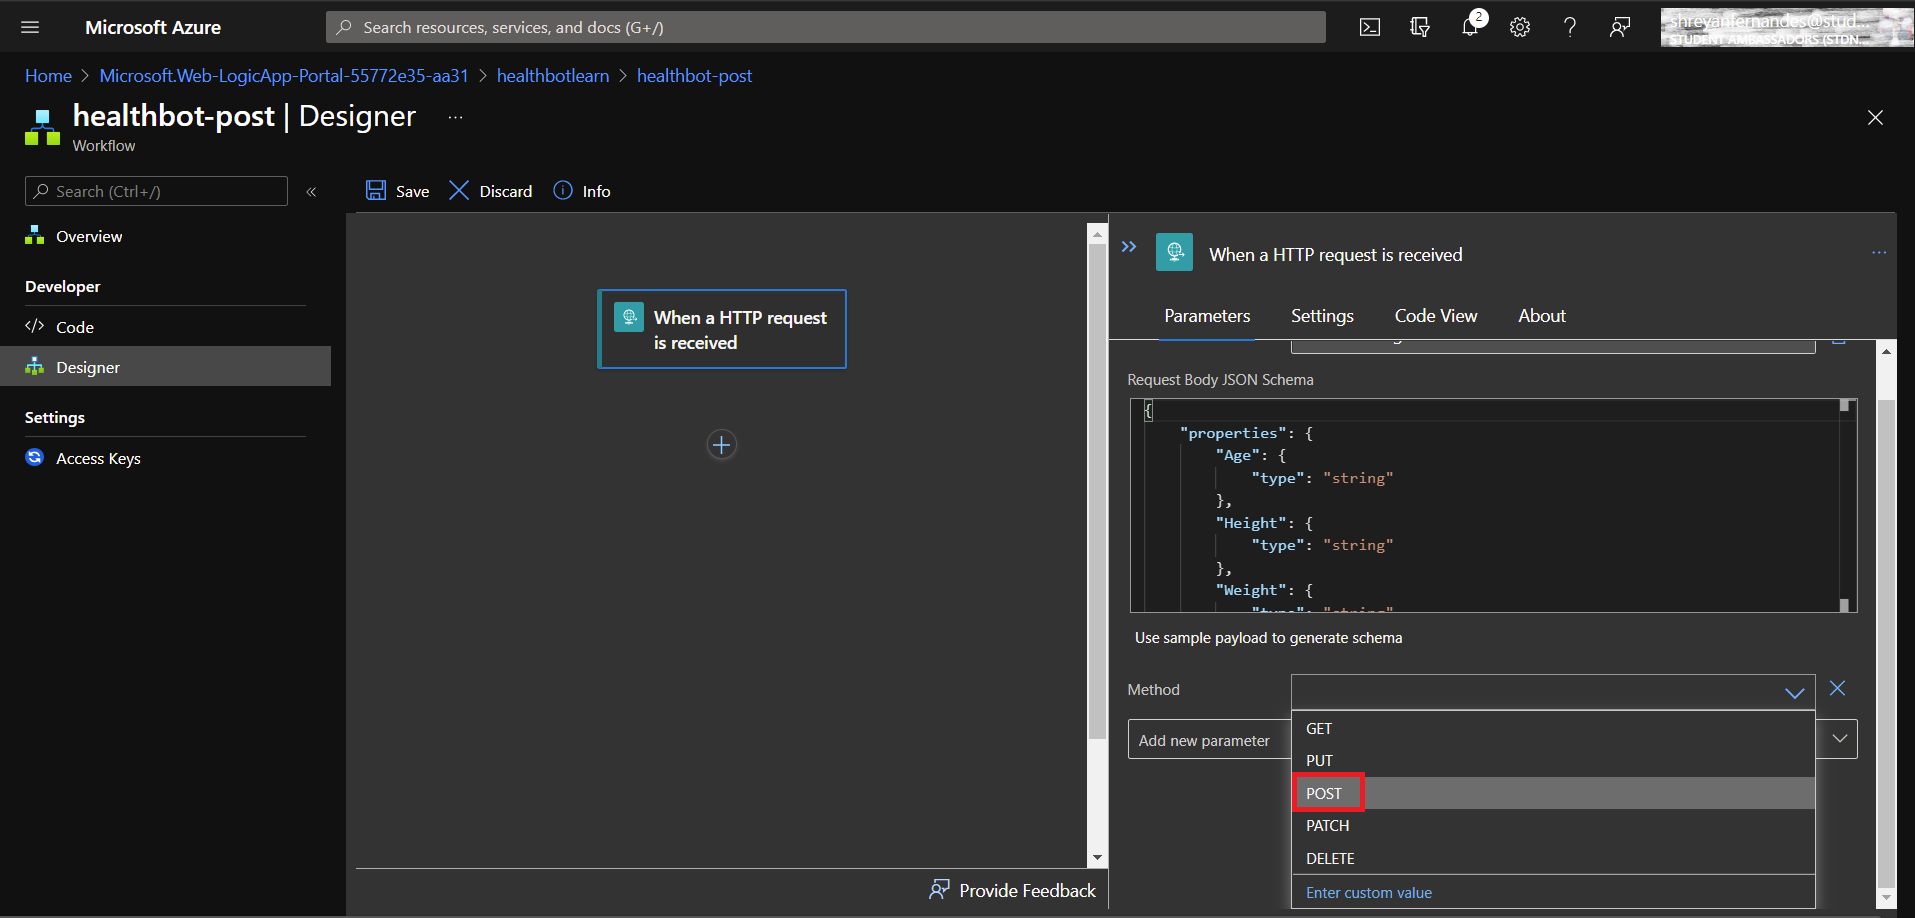 Microsoft Azure
Search resources, services, and docs (G+/)
2
shrevanfernandes@stud...
STUDENT AMBASSADORS (STDN...
Home > Microsoft.Web-LogicApp-Portal-55772e35-aa31 > healthbotlearn > healthbot-post
healthbot-post | Designer ...
Workflow
Search (Ctrl+/)
«
Overview
Developer
Code
Designer
Settings
Access Keys
Save
Discard
Info
When a HTTP request
is received
Provide Feedback
When a HTTP request is received
...
Parameters
Settings
Code View
About
Request Body JSON Schema
{
"properties": {
"Age": {
"type": "string"
},
"Height": {
"type": "string"
},
"Weight": {
"type": "string"
Use sample payload to generate schema
Method
Add new parameter
GET
PUT
POST
PATCH
DELETE
Enter custom value